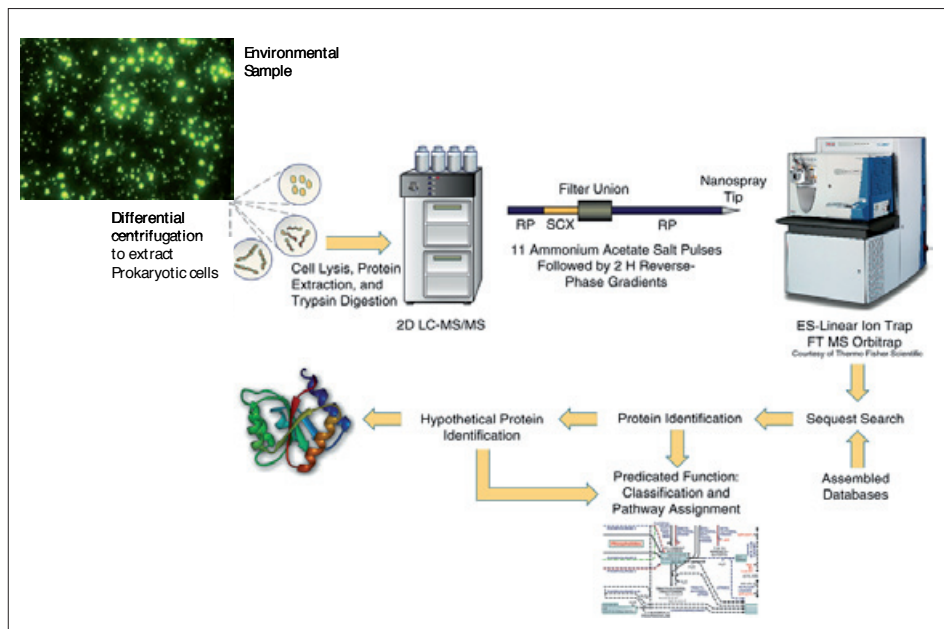 Environmental
Sample
Differential
centrifugation
to extract
Prokaryotic cells
Cell Lysis, Protein
Extraction, and
Trypsin Digestion
2D LC-MS/MS
Filter Union
Nanospray
Tip
RP
SCX
RP
11 Ammonium Acetate Salt Pulses
Followed by 2 H Reverse-
Phase Gradients
ES-Linear Ion Trap
FT MS Orbitrap
Courtesy of Thermo Fisher Scientific
Sequest Search
Assembled
Databases
Protein Identification
Hypothetical Protein
Identification
Predicated Function:
Classification and
Pathway Assignment